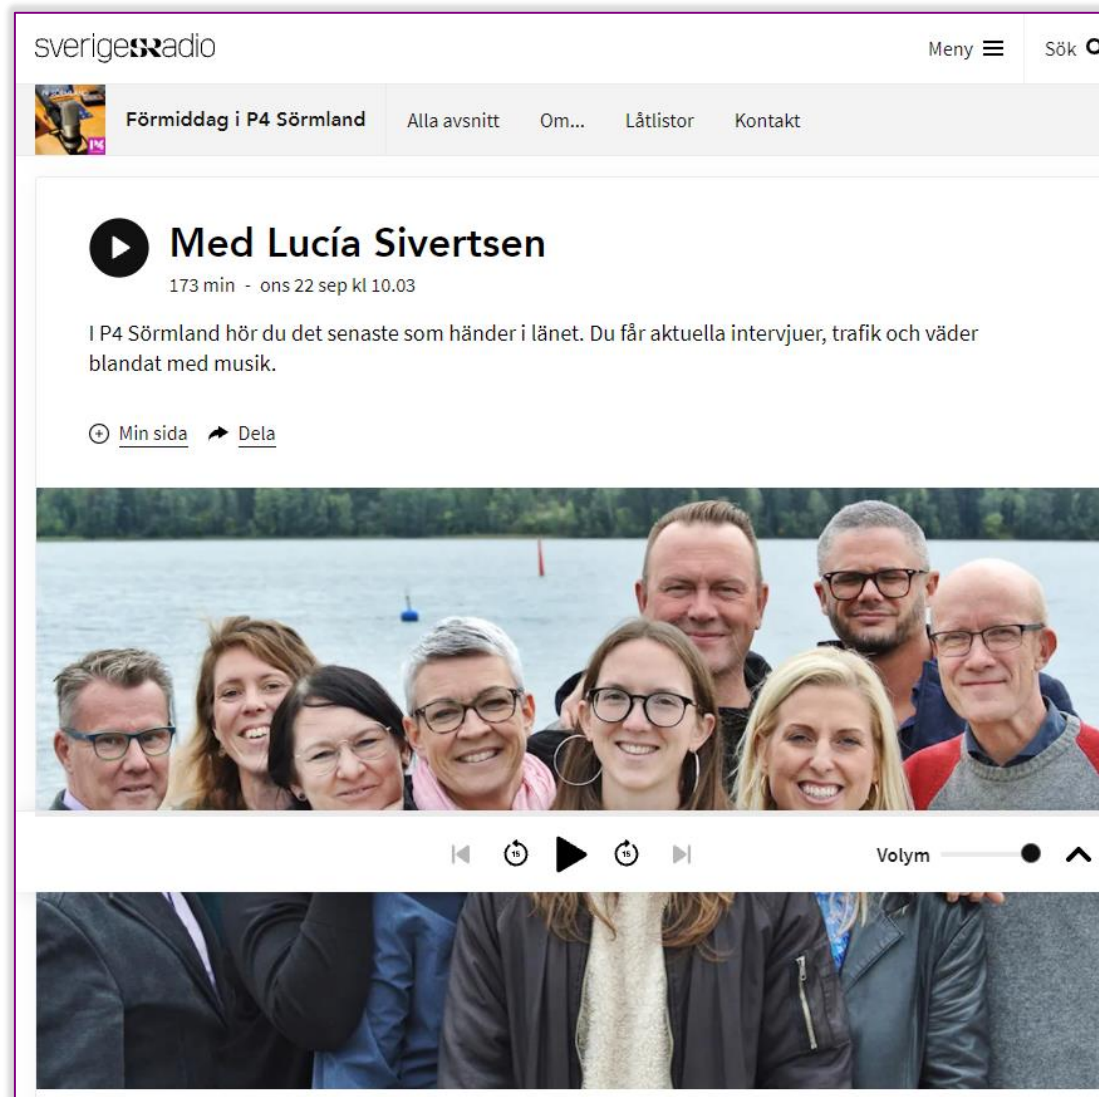 sverigesradio
Meny
Sök
Förmiddag i P4 Sörmland
Alla avsnitt
Om...
Låtlistor
Kontakt
Med Lucía Sivertsen
173 min - ons 22 sep kl 10.03
I P4 Sörmland hör du det senaste som händer i länet. Du får aktuella intervjuer, trafik och väder
blandat med musik.
Min sida
Dela
15
15
Volym